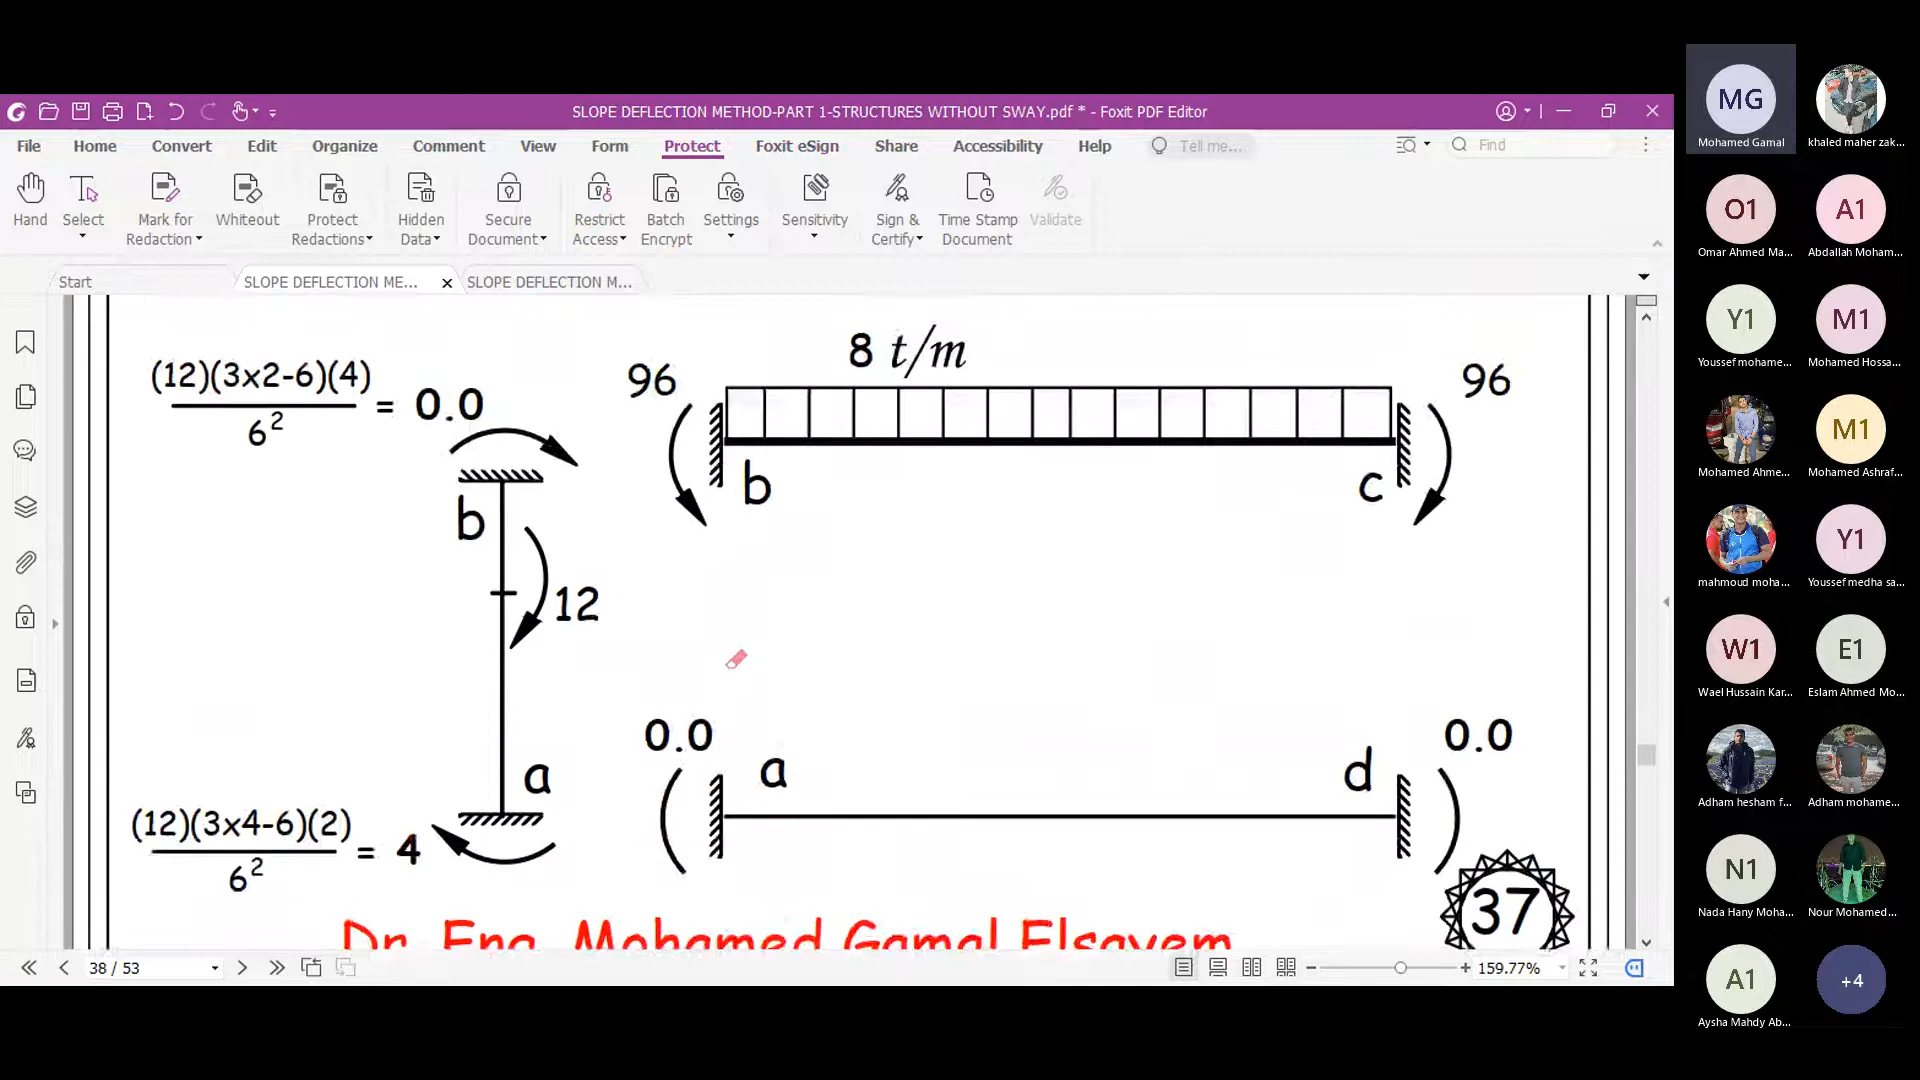 SLOPE DEFLECTION METHOD-PART 1-STRUCTURES WITHOUT SWAY.pdf * - Foxit PDF Editor
File Home Convert Edit Organize Comment View Form Protect Foxit eSign Share Accessibility Help Tell me... Find
Hand Select Mark for Redaction Whiteout Protect Redactions Hidden Data Secure Document Restrict Access Batch Encrypt Settings Sensitivity Sign & Certify Time Stamp Document Validate
Start SLOPE DEFLECTION ME... SLOPE DEFLECTION M...
8 t/m
(12)(3x2-6)(4)
6² = 0.0
96 96
b
b c
12
0.0 0.0
a
a d
(12)(3x4-6)(2)
6² = 4
37
Dr. Eng. Mohamed Gamal Elsayem
38 / 53 159.77%
MG
Mohamed Gamal khaled maher zak...
O1 A1
Omar Ahmed Ma... Abdallah Moham...
Y1 M1
Youssef mohame... Mohamed Hossa...
M1
Mohamed Ahme... Mohamed Ashraf...
Y1
mahmoud moha... Youssef medha sa...
W1 E1
Wael Hussain Kar... Eslam Ahmed Mo...
Adham hesham f... Adham mohame...
N1
Nada Hany Moha... Nour Mohamed...
A1 +4
Aysha Mahdy Ab...